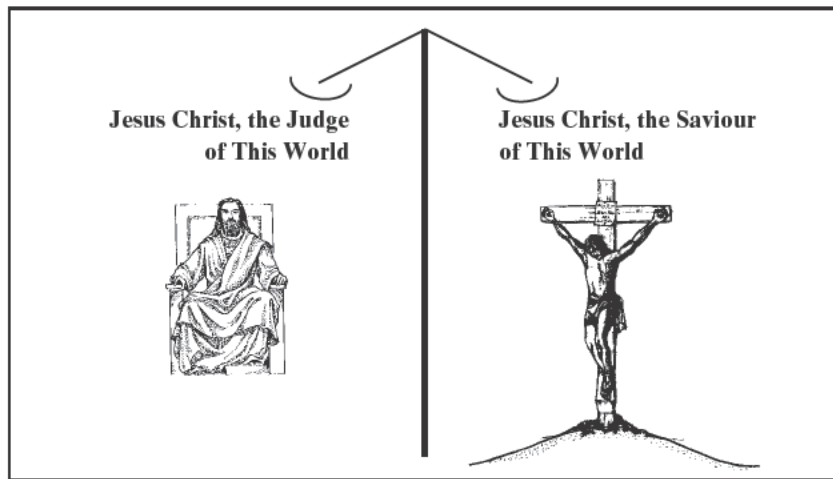 Jesus Christ, the Judge
of This World
Jesus Christ, the Saviour
of This World